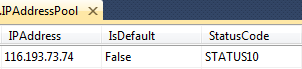 .IPAddressPool
IPAddress IsDefault StatusCode
116.193.73.74 False STATUS10